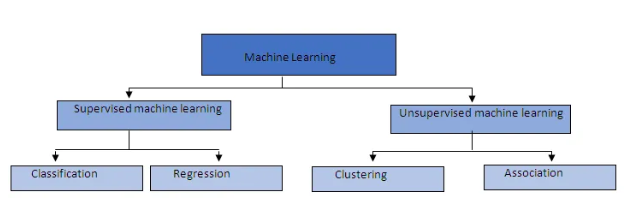 Machine Learning
Supervised machine learning
Unsupervised machine learning
Classification
Regression
Clustering
Association